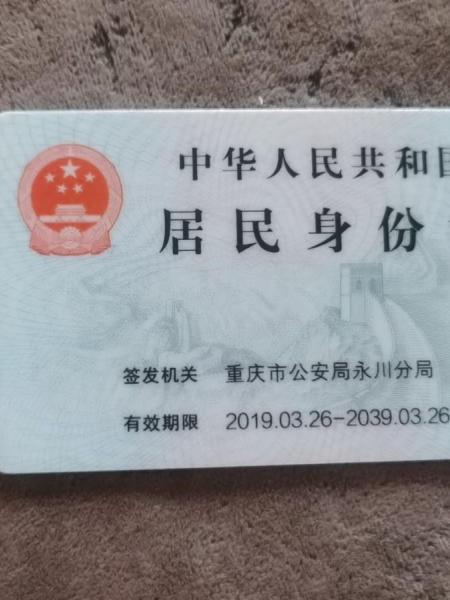 中华人民共和国
居民身份
签发机关 重庆市公安局永川分局
有效期限 2019.03.26-2039.03.26